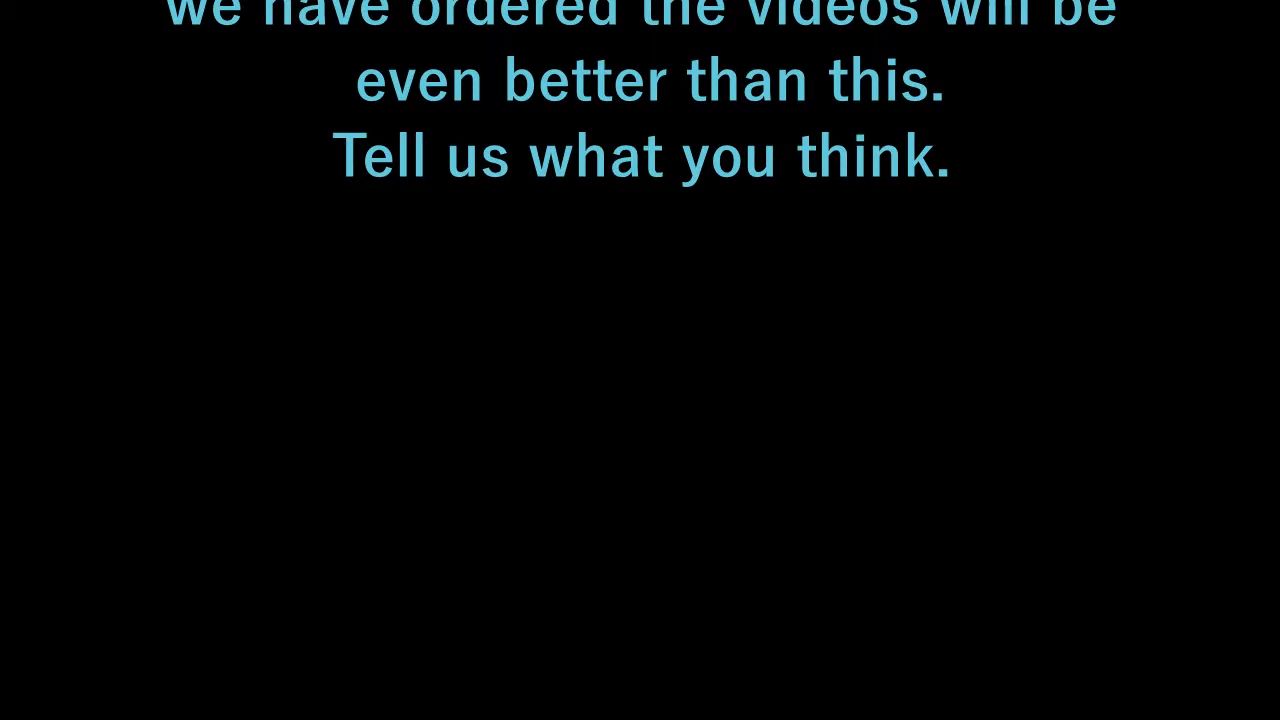 we have ordered the videos will be
even better than this.
Tell us what you think.